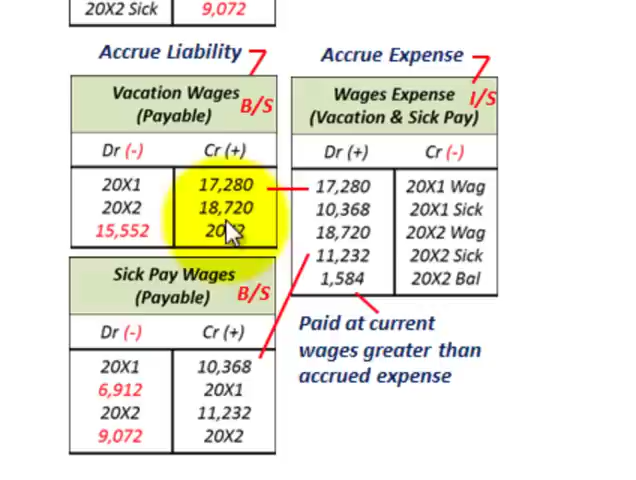 20X2 Sick 9,072
Accrue Liability
Vacation Wages
(Payable) B/S
Dr (-) Cr (+)
20X1 17,280
20X2 18,720
15,552
Sick Pay Wages
(Payable) B/S
Dr (-) Cr (+)
20X1 10,368
6,912 20X1
20X2 11,232
9,072 20X2
Accrue Expense
Wages Expense I/S
(Vacation & Sick Pay)
Dr (+) Cr (-)
17,280 20X1 Wag
10,368 20X1 Sick
18,720 20X2 Wag
11,232 20X2 Sick
1,584 20X2 Bal
Paid at current
wages greater than
accrued expense